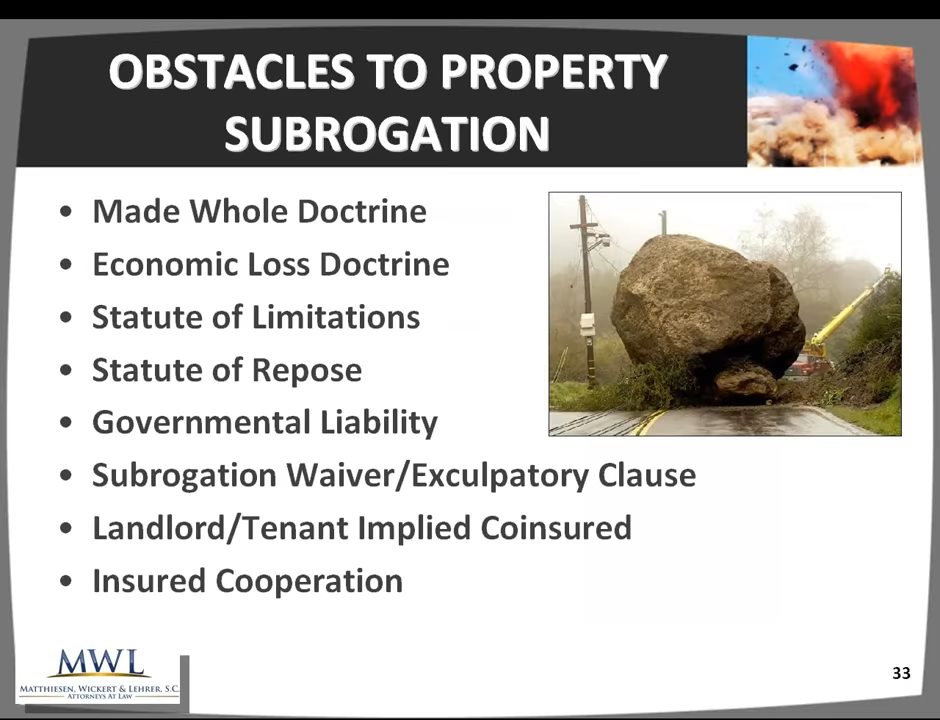 OBSTACLES TO PROPERTY
SUBROGATION
• Made Whole Doctrine
• Economic Loss Doctrine
• Statute of Limitations
• Statute of Repose
• Governmental Liability
• Subrogation Waiver/Exculpatory Clause
• Landlord/Tenant Implied Coinsured
• Insured Cooperation
MWL
MATTHIESEN, WICKERT & LEHRER, S.C.
ATTORNEYS AT LAW
33